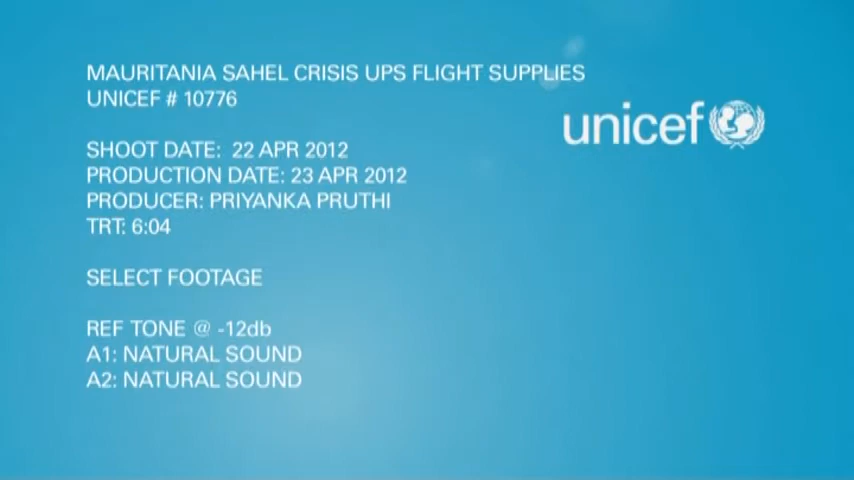 MAURITANIA SAHEL CRISIS UPS FLIGHT SUPPLIES
UNICEF # 10776
unicef
SHOOT DATE:  22 APR 2012
PRODUCTION DATE: 23 APR 2012
PRODUCER: PRIYANKA PRUTHI
TRT: 6:04
SELECT FOOTAGE
REF TONE @ -12db
A1: NATURAL SOUND
A2: NATURAL SOUND